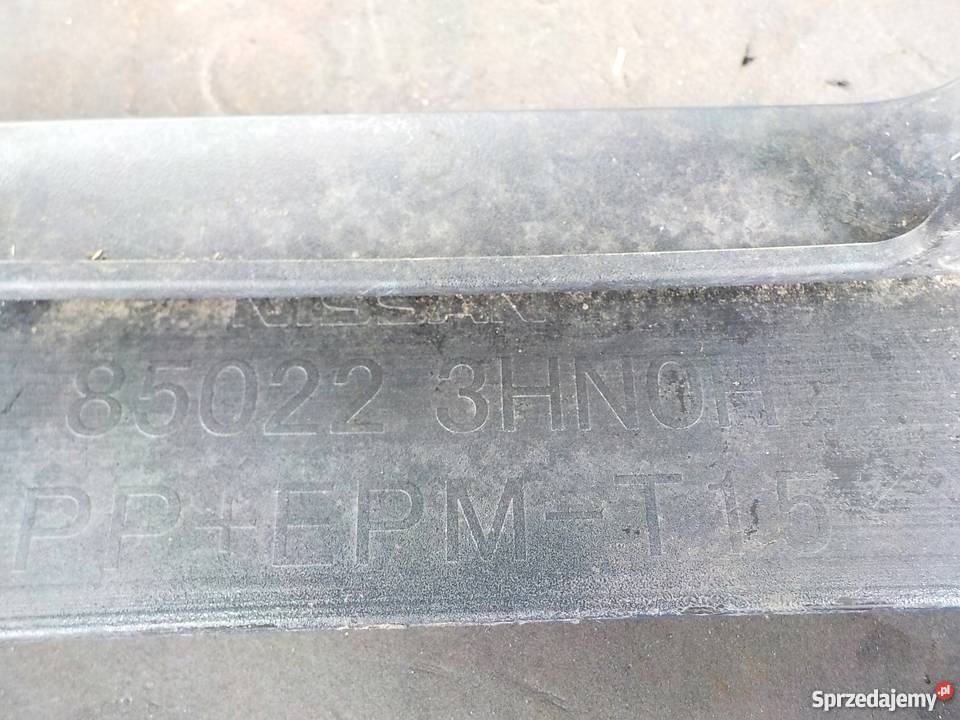 NISSAN
85022 3HN0H
PP+EPM-T15
Sprzedajemy.pl